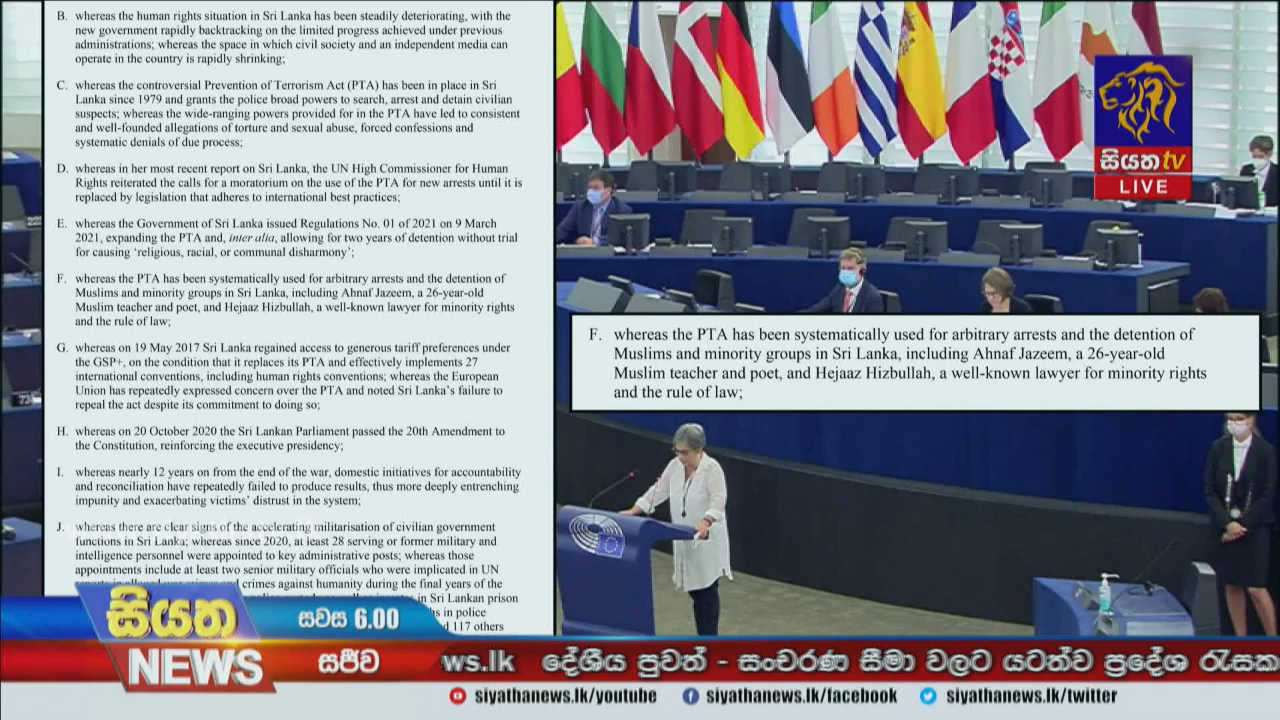 B. whereas the human rights situation in Sri Lanka has been steadily deteriorating, with the
new government rapidly backtracking on the limited progress achieved under previous
administrations; whereas the space in which civil society and an independent media can
operate in the country is rapidly shrinking;
C. whereas the controversial Prevention of Terrorism Act (PTA) has been in place in Sri
Lanka since 1979 and grants the police broad powers to search, arrest and detain civilian
suspects; whereas the wide-ranging powers provided for in the PTA have led to consistent
and well-founded allegations of torture and sexual abuse, forced confessions and
systematic denials of due process;
D. whereas in her most recent report on Sri Lanka, the UN High Commissioner for Human
Rights reiterated the calls for a moratorium on the use of the PTA for new arrests until it is
replaced by legislation that adheres to international best practices;
E. whereas the Government of Sri Lanka issued Regulations No. 01 of 2021 on 9 March
2021, expanding the PTA and, inter alia, allowing for two years of detention without trial
for causing ‘religious, racial, or communal disharmony’;
F. whereas the PTA has been systematically used for arbitrary arrests and the detention of
Muslims and minority groups in Sri Lanka, including Ahnaf Jazeem, a 26-year-old
Muslim teacher and poet, and Hejaaz Hizbullah, a well-known lawyer for minority rights
and the rule of law;
G. whereas on 19 May 2017 Sri Lanka regained access to generous tariff preferences under
the GSP+, on the condition that it replaces its PTA and effectively implements 27
international conventions, including human rights conventions; whereas the European
Union has repeatedly expressed concern over the PTA and noted Sri Lanka’s failure to
repeal the act despite its commitment to doing so;
H. whereas on 20 October 2020 the Sri Lankan Parliament passed the 20th Amendment to
the Constitution, reinforcing the executive presidency;
I. whereas nearly 12 years on from the end of the war, domestic initiatives for accountability
and reconciliation have repeatedly failed to produce results, thus more deeply entrenching
impunity and exacerbating victims’ distrust in the system;
J. whereas there are clear signs of the accelerating militarisation of civilian government
functions in Sri Lanka; whereas since 2020, at least 28 serving or former military and
intelligence personnel were appointed to key administrative posts; whereas those
appointments include at least two senior military officials who were implicated in UN
crimes against humanity during the final years of the
in Sri Lankan prison
in police
117 others
සියත tv
LIVE
F. whereas the PTA has been systematically used for arbitrary arrests and the detention of
Muslims and minority groups in Sri Lanka, including Ahnaf Jazeem, a 26-year-old
Muslim teacher and poet, and Hejaaz Hizbullah, a well-known lawyer for minority rights
and the rule of law;
සියත
NEWS
සවස 6.00
සජීව
ws.lk දේශීය පුවත් - සංචරණ සීමා වලට යටත්ව ප්‍රදේශ රැසක
siyathanews.lk/youtube siyathanews.lk/facebook siyathanews.lk/twitter